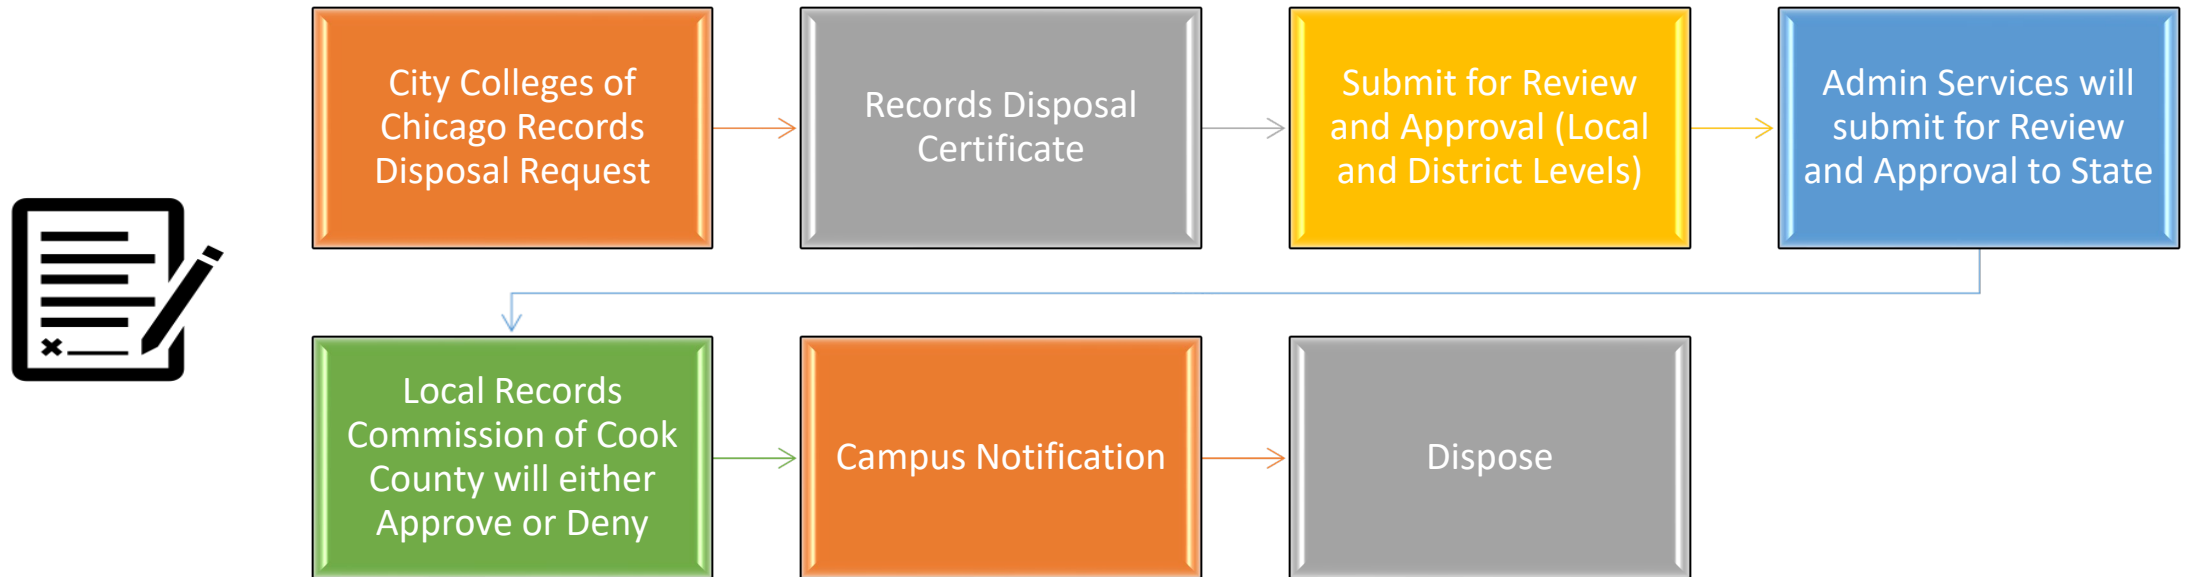 City Colleges of
Chicago Records
Disposal Request
Records Disposal
Certificate
Submit for Review
and Approval (Local
and District Levels)
Admin Services will
submit for Review
and Approval to State
Local Records
Commission of Cook
County will either
Approve or Deny
Campus Notification
Dispose